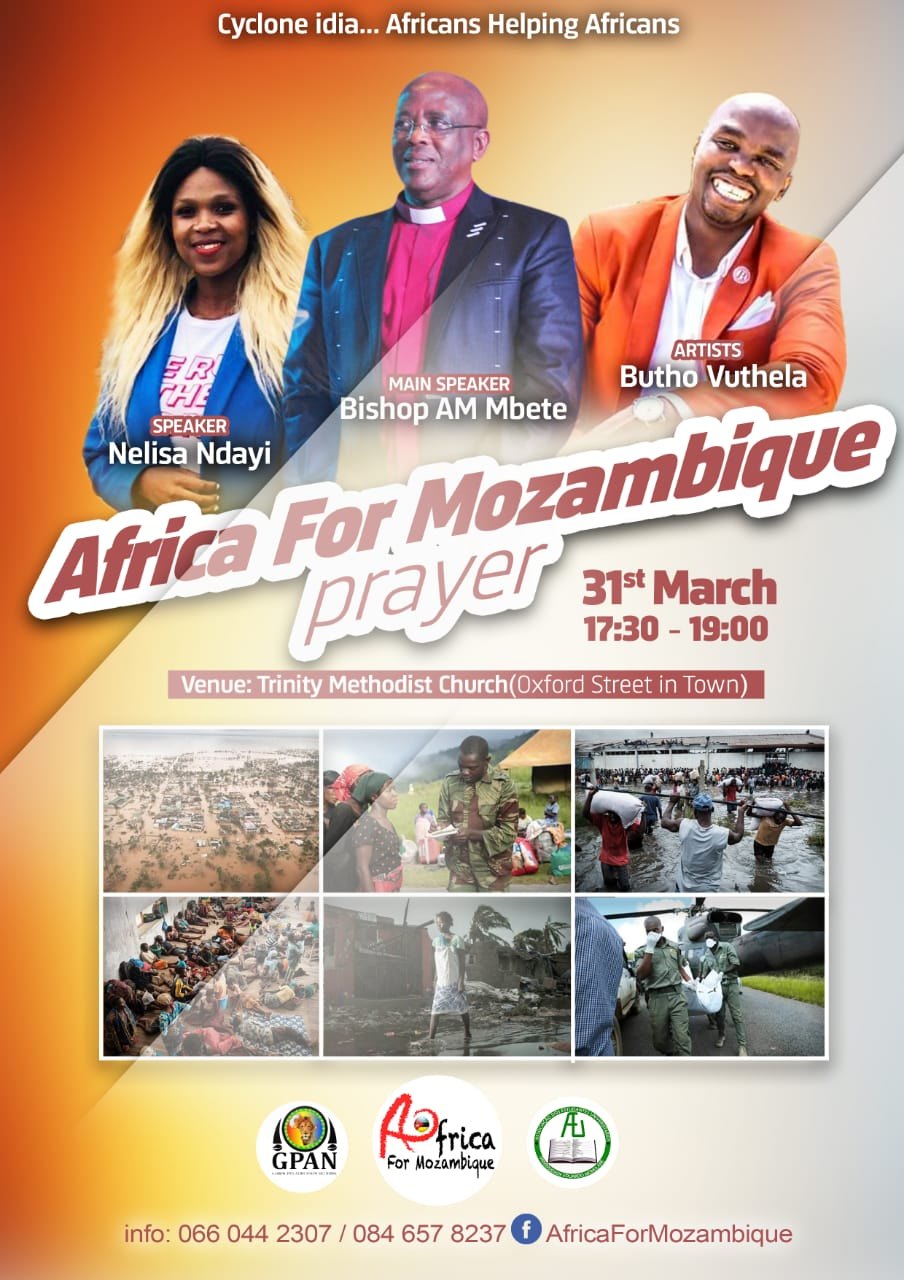 Cyclone idia... Africans Helping Africans
SPEAKER
Nelisa Ndayi
MAIN SPEAKER
Bishop AM Mbete
ARTISTS
Butho Vuthela
Africa For Mozambique
prayer
31st March
17:30 - 19:00
Venue: Trinity Methodist Church(Oxford Street in Town)
GPAN
Africa
For Mozambique
info: 066 044 2307 / 084 657 8237 f AfricaForMozambique